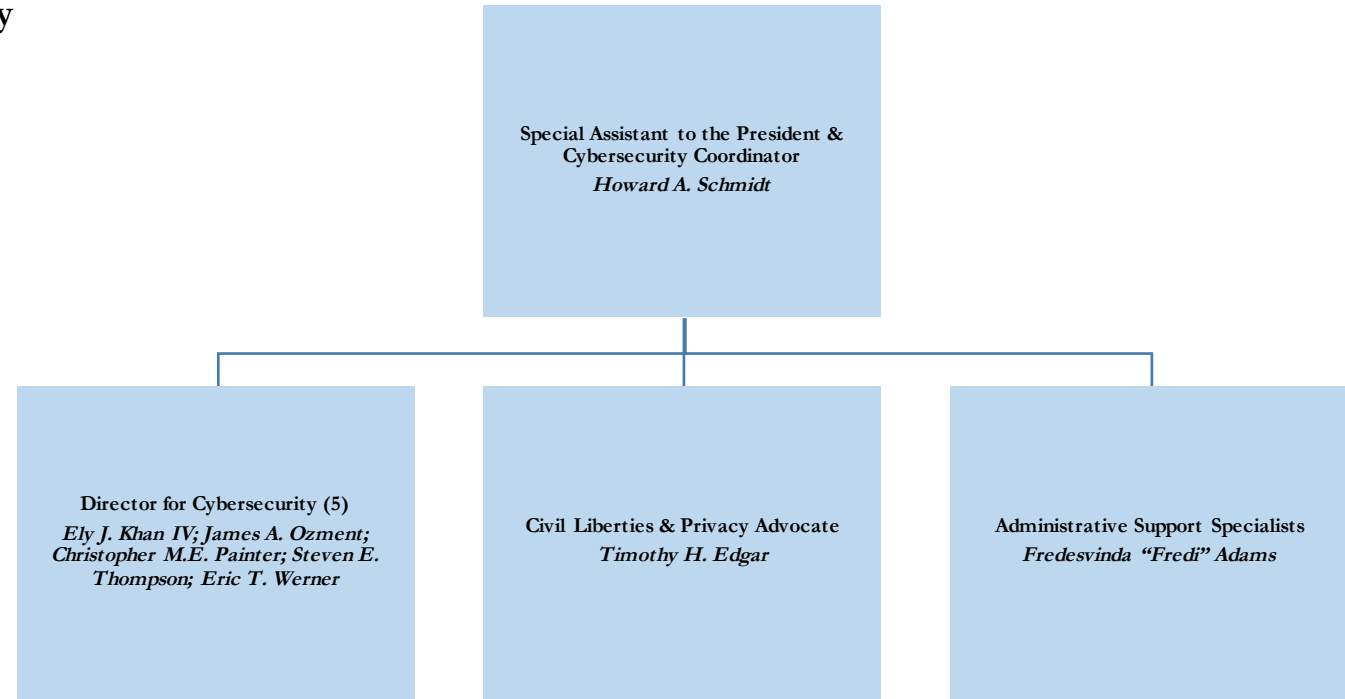 y
Special Assistant to the President &
Cybersecurity Coordinator
Howard A. Schmidt
Director for Cybersecurity (5)
Ely J. Khan IV; James A. Ozment;
Christopher M.E. Painter; Steven E.
Thompson; Eric T. Werner
Civil Liberties & Privacy Advocate
Timothy H. Edgar
Administrative Support Specialists
Fredesvinda “Fredi” Adams